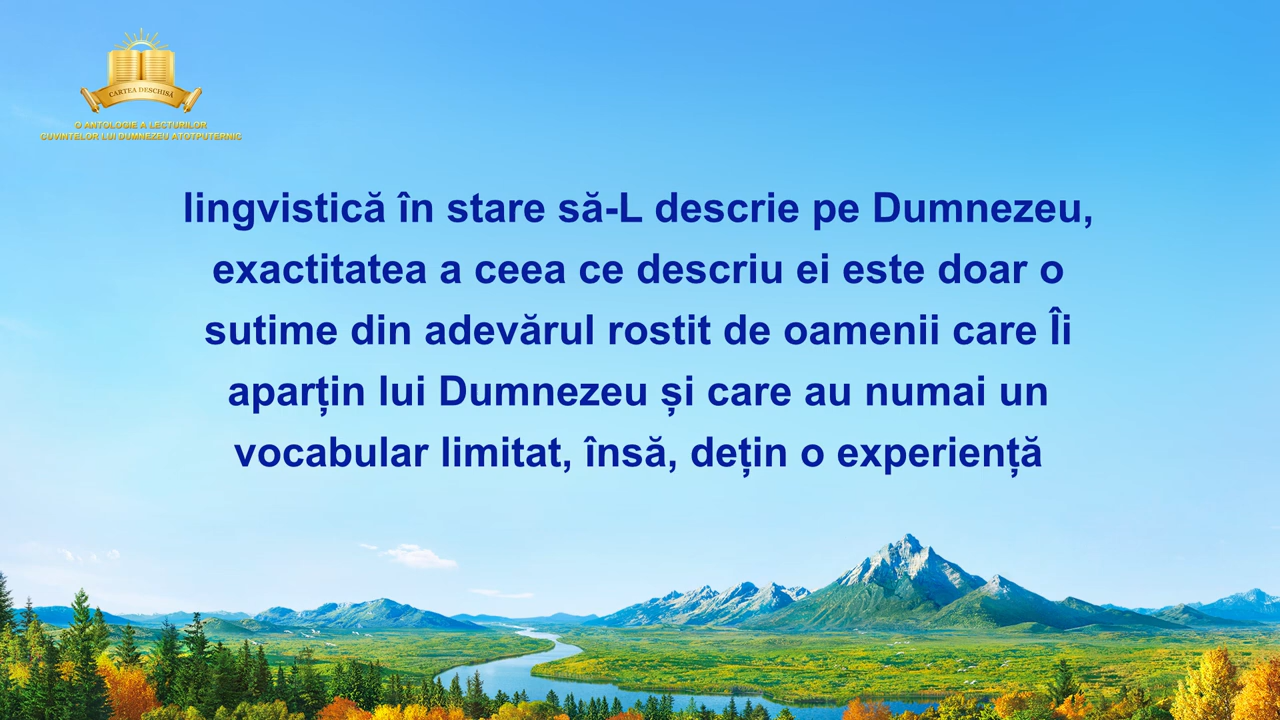 CARTEA DESCHISĂ
O ANTOLOGIE A LECTURILOR
CUVINTELOR LUI DUMNEZEU ATOTPUTERNIC
lingvistică în stare să-L descrie pe Dumnezeu,
exactitatea a ceea ce descriu ei este doar o
sutime din adevărul rostit de oamenii care Îi
aparțin lui Dumnezeu și care au numai un
vocabular limitat, însă, dețin o experiență